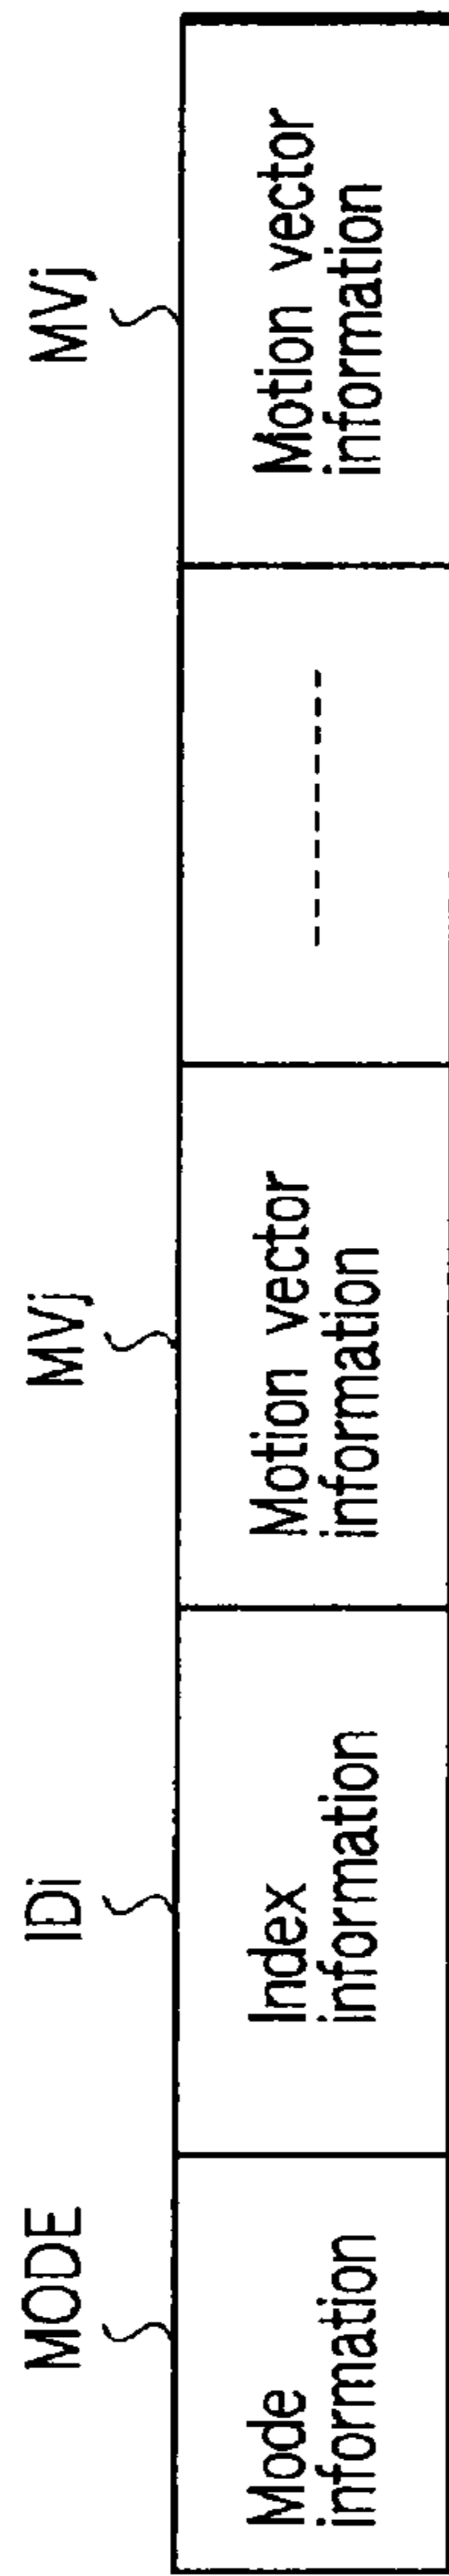 MODE
IDi
MVj
MVj
Mode
information
Index
information
Motion vector
information
Motion vector
information